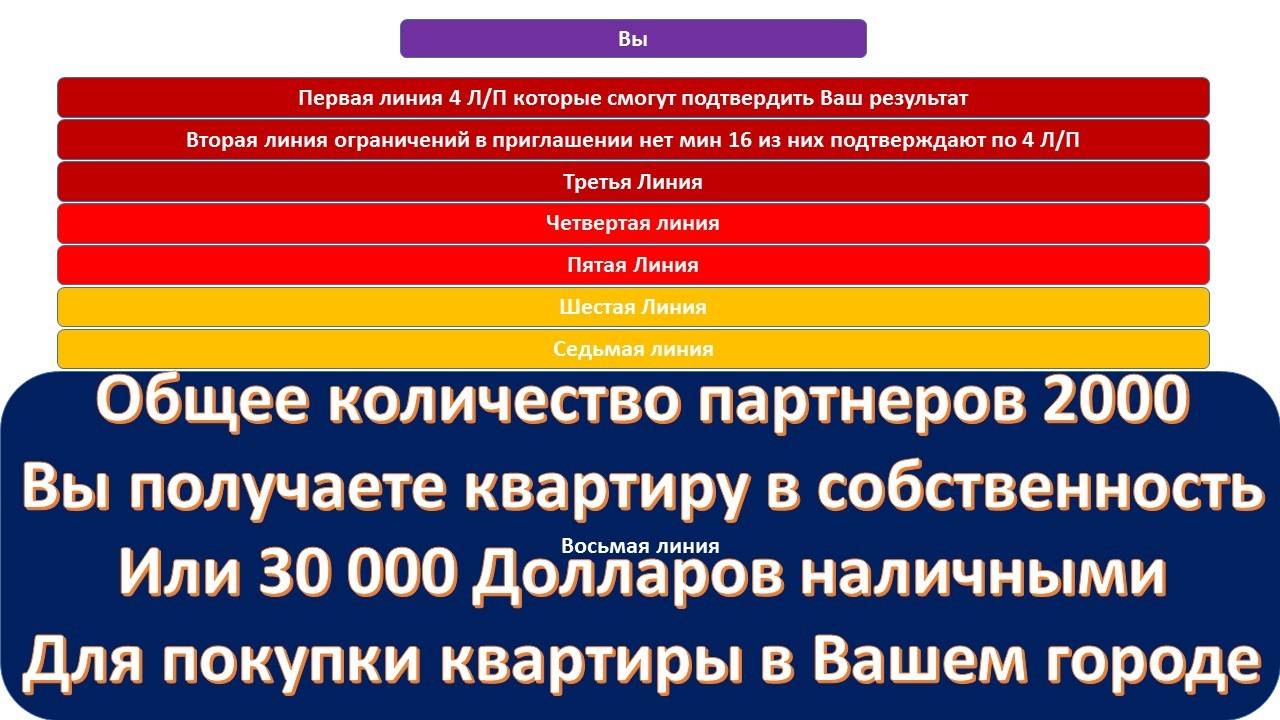 Вы
Первая линия 4 Л/П которые смогут подтвердить Ваш результат
Вторая линия ограничений в приглашении нет мин 16 из них подтверждают по 4 Л/П
Третья Линия
Четвертая линия
Пятая Линия
Шестая Линия
Седьмая линия
Общее количество партнеров 2000
Вы получаете квартиру в собственность
Восьмая линия
Или 30 000 Долларов наличными
Для покупки квартиры в Вашем городе